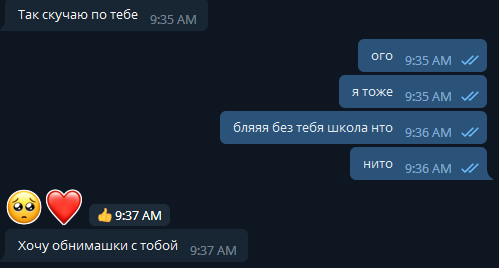 Так скучаю по тебе 9:35 AM
ого 9:35 AM
я тоже 9:35 AM
бляяя без тебя школа нто 9:36 AM
нито 9:36 AM
🥺❤️ 👍 9:37 AM
Хочу обнимашки с тобой 9:37 AM